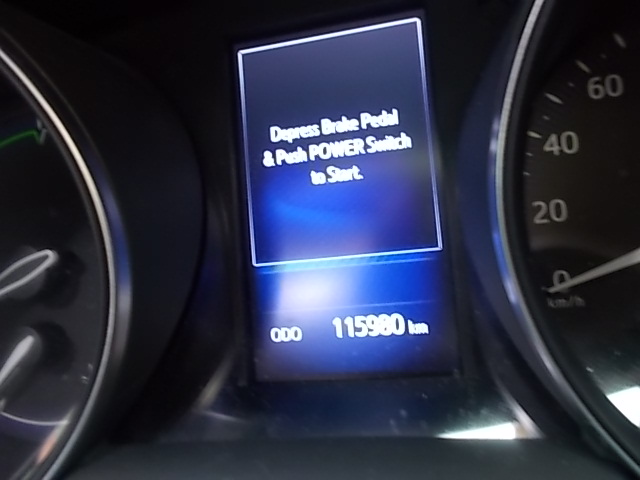 Depress Brake Pedal
& Push POWER Switch
to Start.
ODO 115980 km
60
40
20
0
km/h